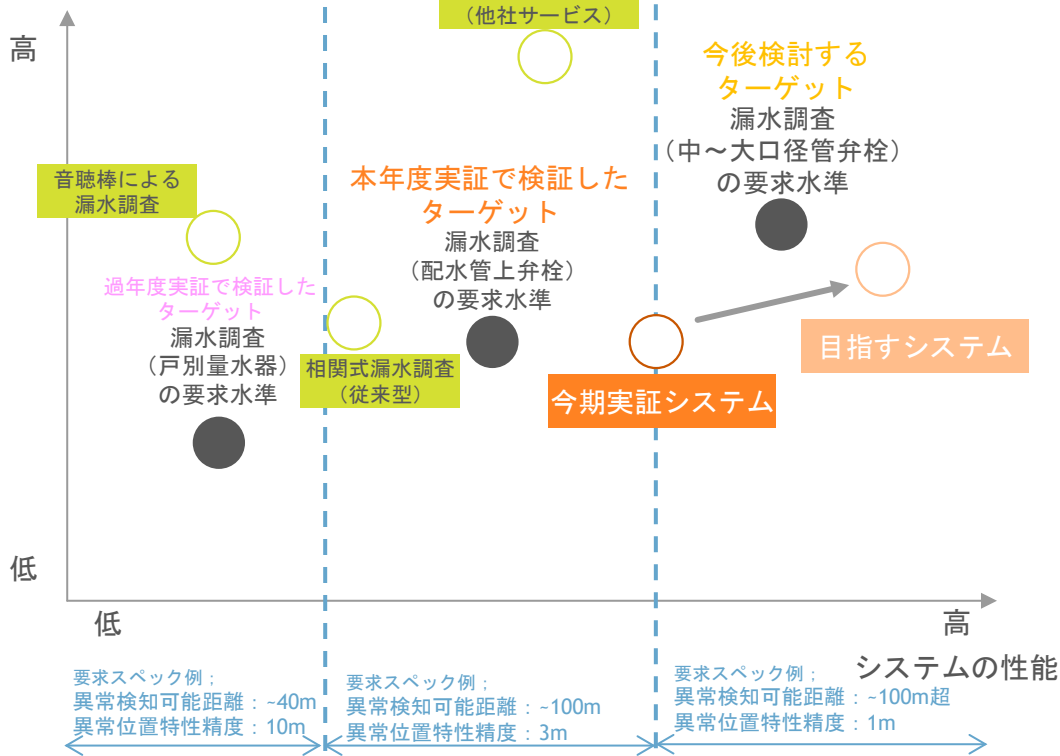 （他社サービス）
高
今後検討する
ターゲット
漏水調査
（中～大口径管弁栓）
の要求水準
音聴棒による
漏水調査
本年度実証で検証した
ターゲット
漏水調査
（配水管上弁栓）
の要求水準
過年度実証で検証した
ターゲット
漏水調査
（戸別量水器）
の要求水準
相関式漏水調査
（従来型）
目指すシステム
今期実証システム
低
低
高
システムの性能
要求スペック例；
異常検知可能距離：~40m
異常位置特性精度：10m
要求スペック例；
異常検知可能距離：~100m
異常位置特性精度：3m
要求スペック例；
異常検知可能距離：~100m超
異常位置特性精度：1m